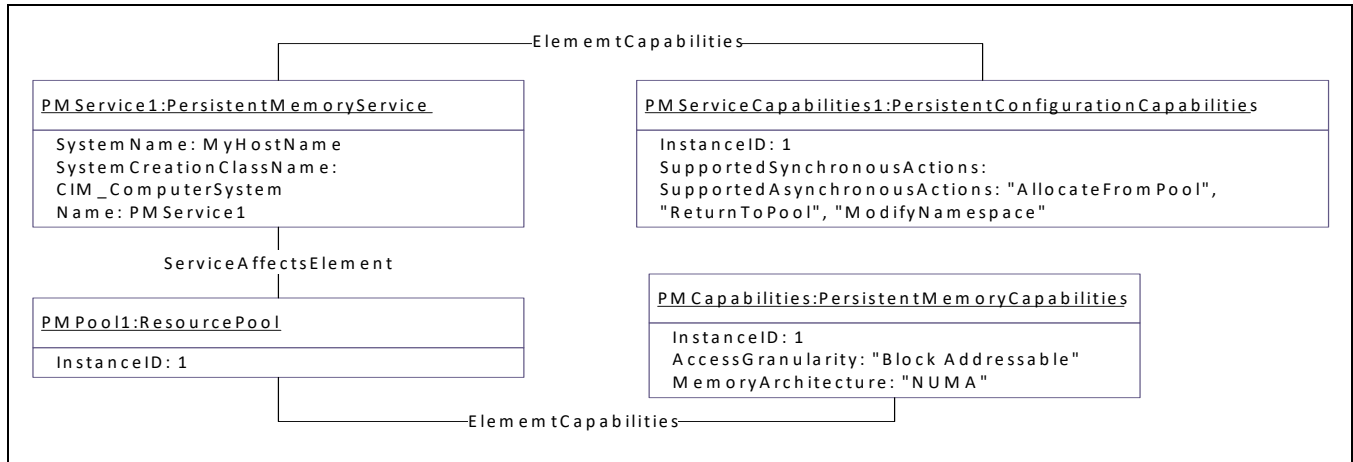 ElememtCapabilities
PMService1:PersistentMemoryService
SystemName: MyHostName
SystemCreationClassName:
CIM_ComputerSystem
Name: PMService1
PMServiceCapabilities1:PersistentConfigurationCapabilities
InstanceID: 1
SupportedSynchronousActions:
SupportedAsynchronousActions: "AllocateFromPool",
"ReturnToPool", "ModifyNamespace"
ServiceAffectsElement
PMPool1:ResourcePool
InstanceID: 1
PMCapabilities:PersistentMemoryCapabilities
InstanceID: 1
AccessGranularity: "Block Addressable"
MemoryArchitecture: "NUMA"
ElememtCapabilities